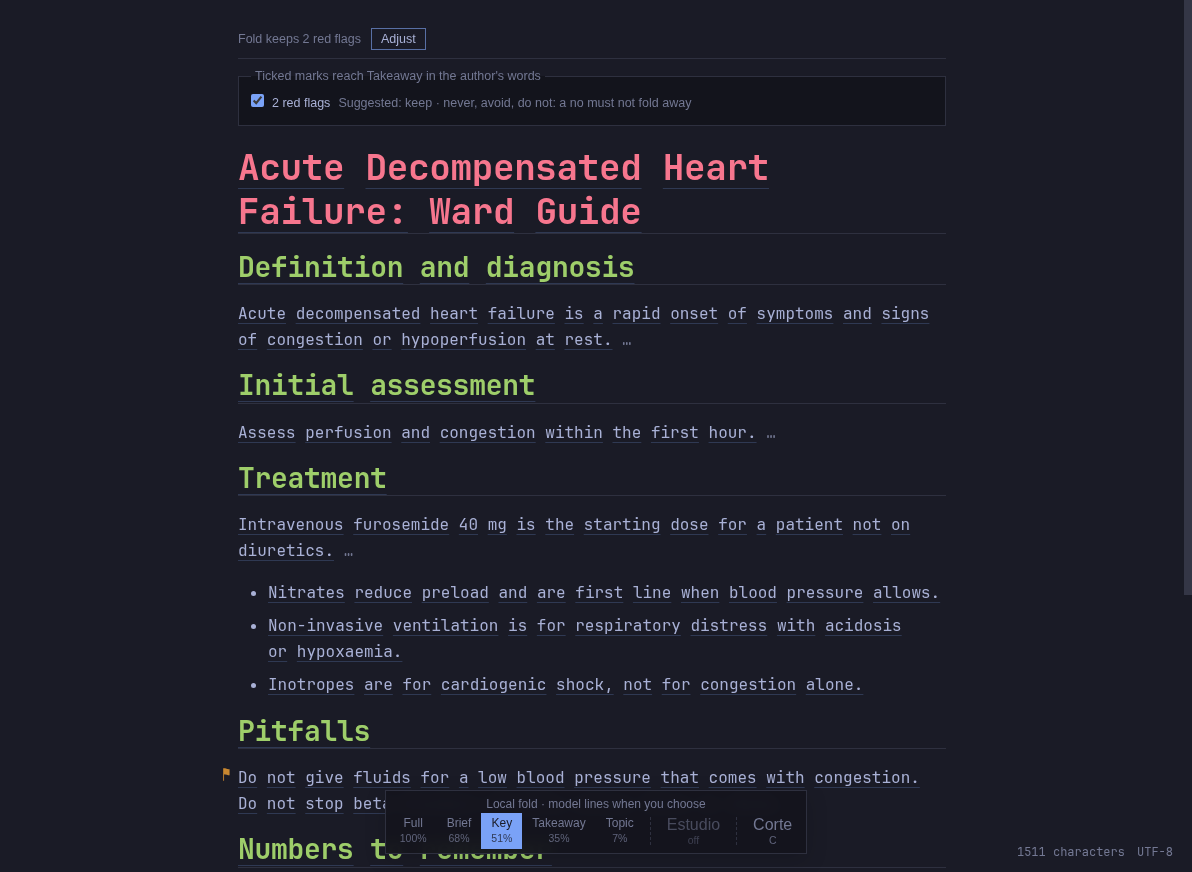 Fold keeps 2 red flags Adjust
Ticked marks reach Takeaway in the author's words
2 red flags Suggested: keep · never, avoid, do not: a no must not fold away
Acute Decompensated Heart
Failure: Ward Guide
Definition and diagnosis
Acute decompensated heart failure is a rapid onset of symptoms and signs
of congestion or hypoperfusion at rest. …
Initial assessment
Assess perfusion and congestion within the first hour. …
Treatment
Intravenous furosemide 40 mg is the starting dose for a patient not on
diuretics. …
• Nitrates reduce preload and are first line when blood pressure allows.
• Non-invasive ventilation is for respiratory distress with acidosis
or hypoxaemia.
• Inotropes are for cardiogenic shock, not for congestion alone.
Pitfalls
Do not give fluids for a low blood pressure that comes with congestion.
Do not stop
Numbers to remember
Local fold · model lines when you choose
Full Brief Key Takeaway Topic Estudio Corte
100% 68% 51% 35% 7% off C
1511 characters UTF-8